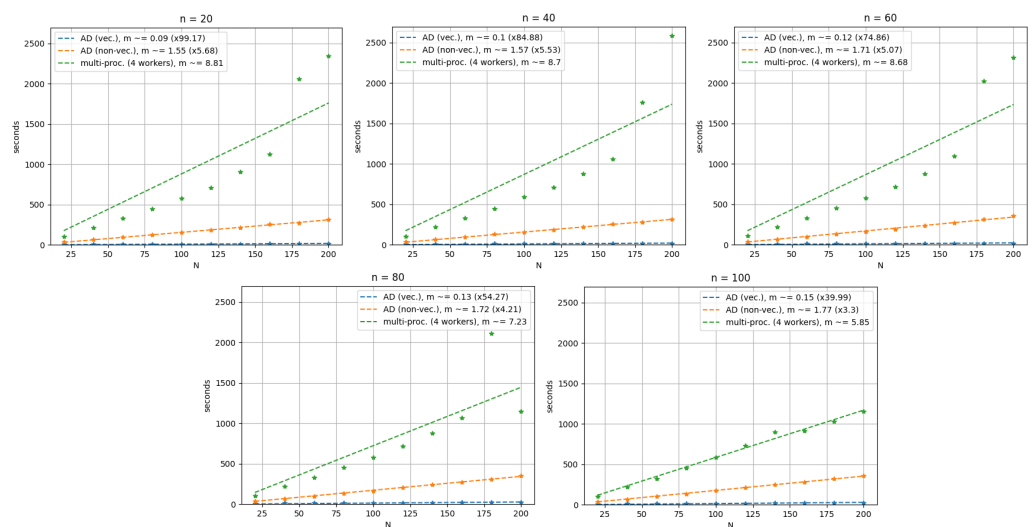 n = 20
AD (vec.), m ~= 0.09 (x99.17)
AD (non-vec.), m ~= 1.55 (x5.68)
multi-proc. (4 workers), m ~= 8.81
2500
2000
1500
1000
500
0
seconds
25 50 75 100 125 150 175 200
N
n = 40
AD (vec.), m ~= 0.1 (x84.88)
AD (non-vec.), m ~= 1.57 (x5.53)
multi-proc. (4 workers), m ~= 8.7
2500
2000
1500
1000
500
0
seconds
25 50 75 100 125 150 175 200
N
n = 60
AD (vec.), m ~= 0.12 (x74.86)
AD (non-vec.), m ~= 1.71 (x5.07)
multi-proc. (4 workers), m ~= 8.68
2500
2000
1500
1000
500
0
seconds
25 50 75 100 125 150 175 200
N
n = 80
AD (vec.), m ~= 0.13 (x54.27)
AD (non-vec.), m ~= 1.72 (x4.21)
multi-proc. (4 workers), m ~= 7.23
2500
2000
1500
1000
500
0
seconds
25 50 75 100 125 150 175 200
N
n = 100
AD (vec.), m ~= 0.15 (x39.99)
AD (non-vec.), m ~= 1.77 (x3.3)
multi-proc. (4 workers), m ~= 5.85
2500
2000
1500
1000
500
0
seconds
25 50 75 100 125 150 175 200
N